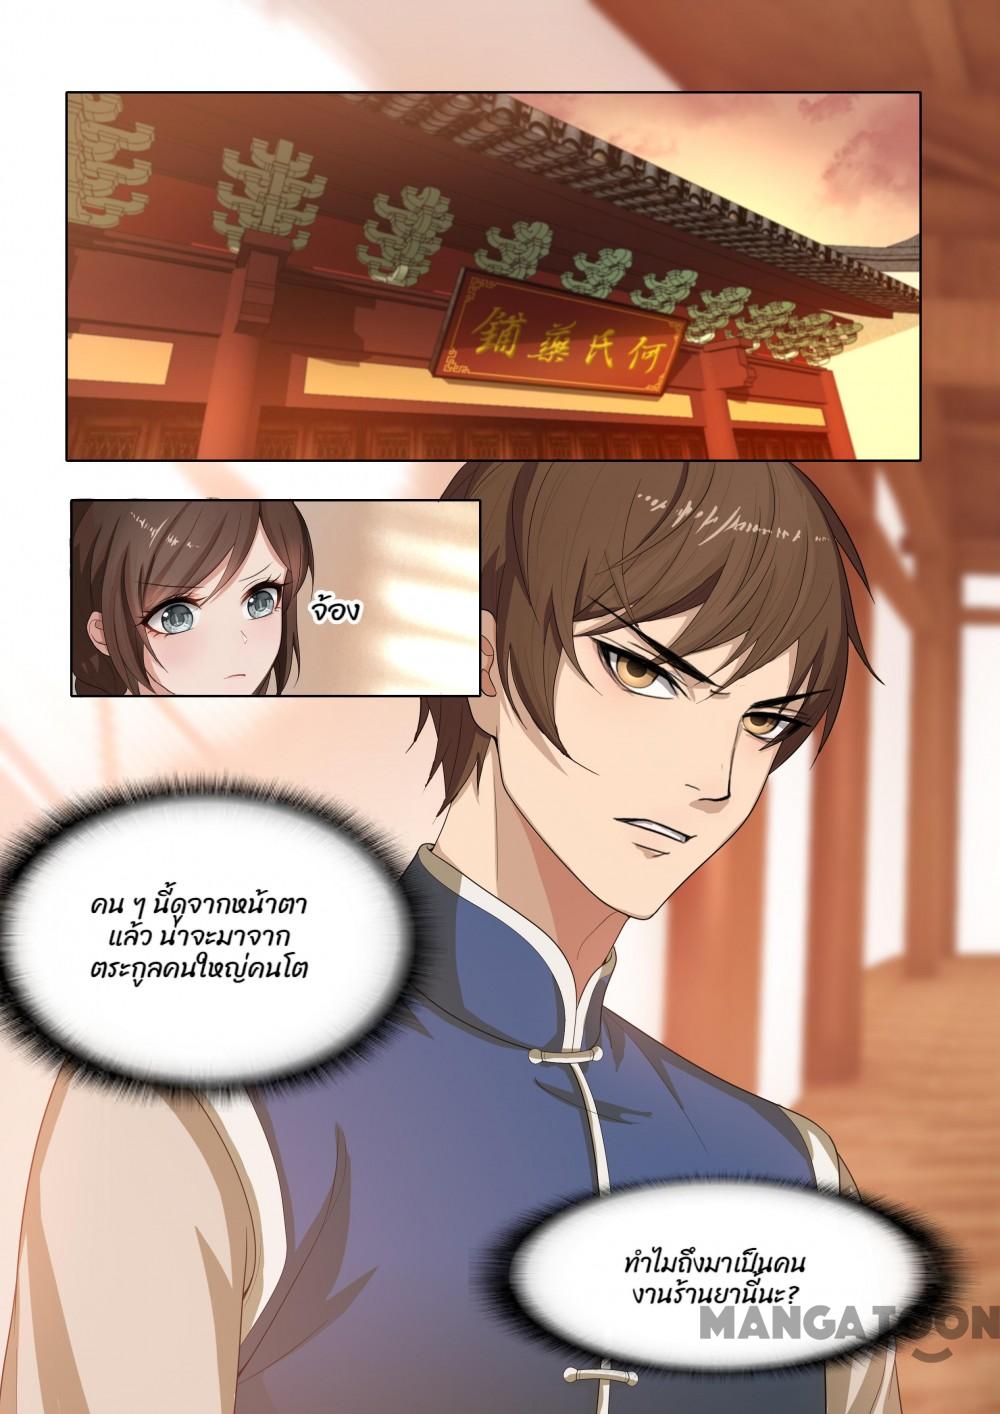 鋪藥氏何
จ้อง
คน ๆ นี้ดูจากหน้าตา
แล้ว น่าจะมาจาก
ตระกูลคนใหญ่คนโต
ทำไมถึงมาเป็นคน
งานร้านยานี้นะ?
MANGATOON